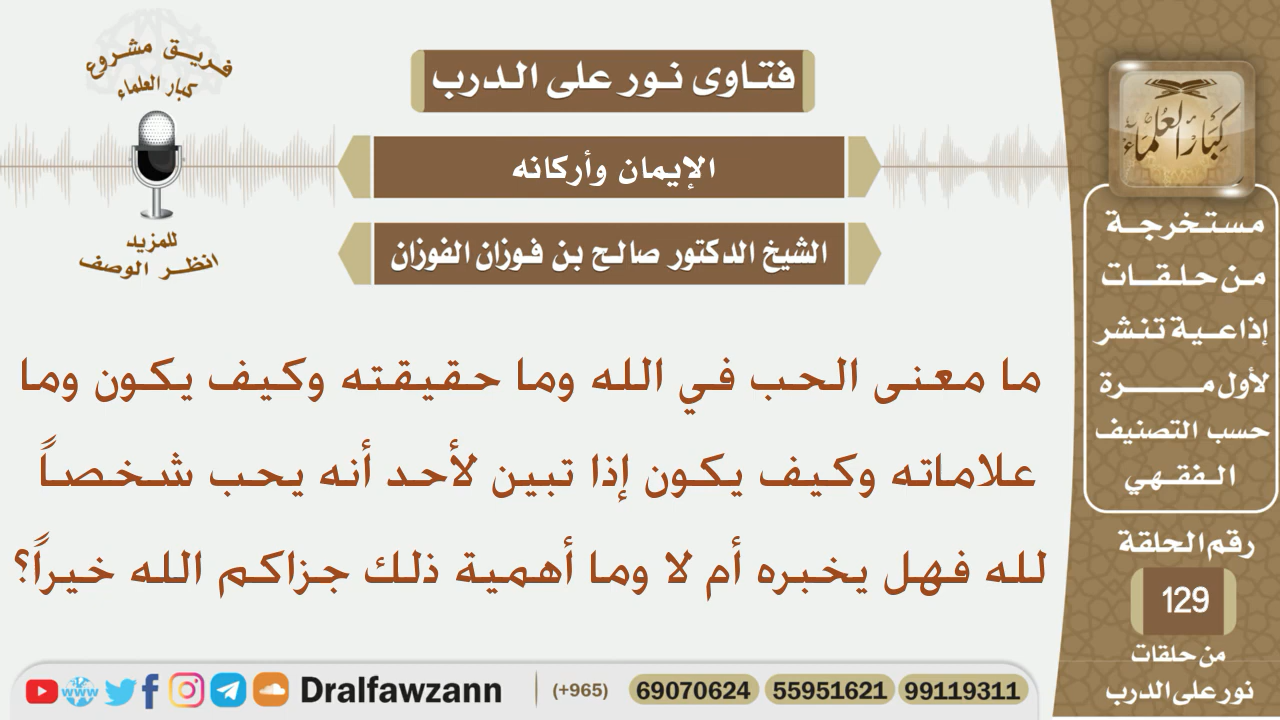 فريق مشروع
كبار العلماء
للمزيد
انظر الوصف
فتاوى نور على الدرب
الإيمان وأركانه
الشيخ الدكتور صالح بن فوزان الفوزان
ما معنى الحب في الله وما حقيقته وكيف يكون وما
علاماته وكيف يكون إذا تبين لأحد أنه يحب شخصاً
لله فهل يخبره أم لا وما أهمية ذلك جزاكم الله خيراً؟
كبار العلماء
مستخرجة
من حلقات
إذاعية تنشر
لأول مرة
حسب التصنيف
الفقهي
رقم الحلقة
129
من حلقات
نور على الدرب
www
Dralfawzann
(+965) 69070624 55951621 99119311